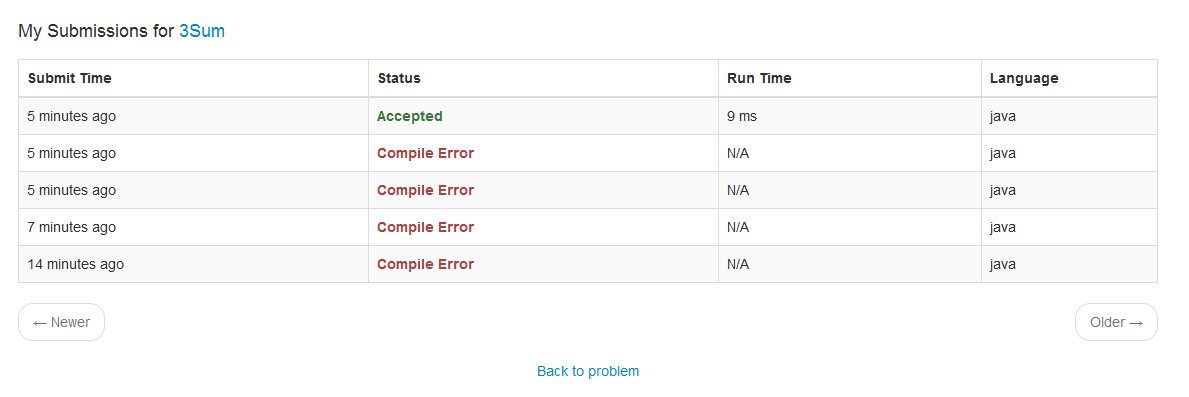 My Submissions for 3Sum
Submit Time Status Run Time Language
5 minutes ago Accepted 9 ms java
5 minutes ago Compile Error N/A java
5 minutes ago Compile Error N/A java
7 minutes ago Compile Error N/A java
14 minutes ago Compile Error N/A java
← Newer Older →
Back to problem